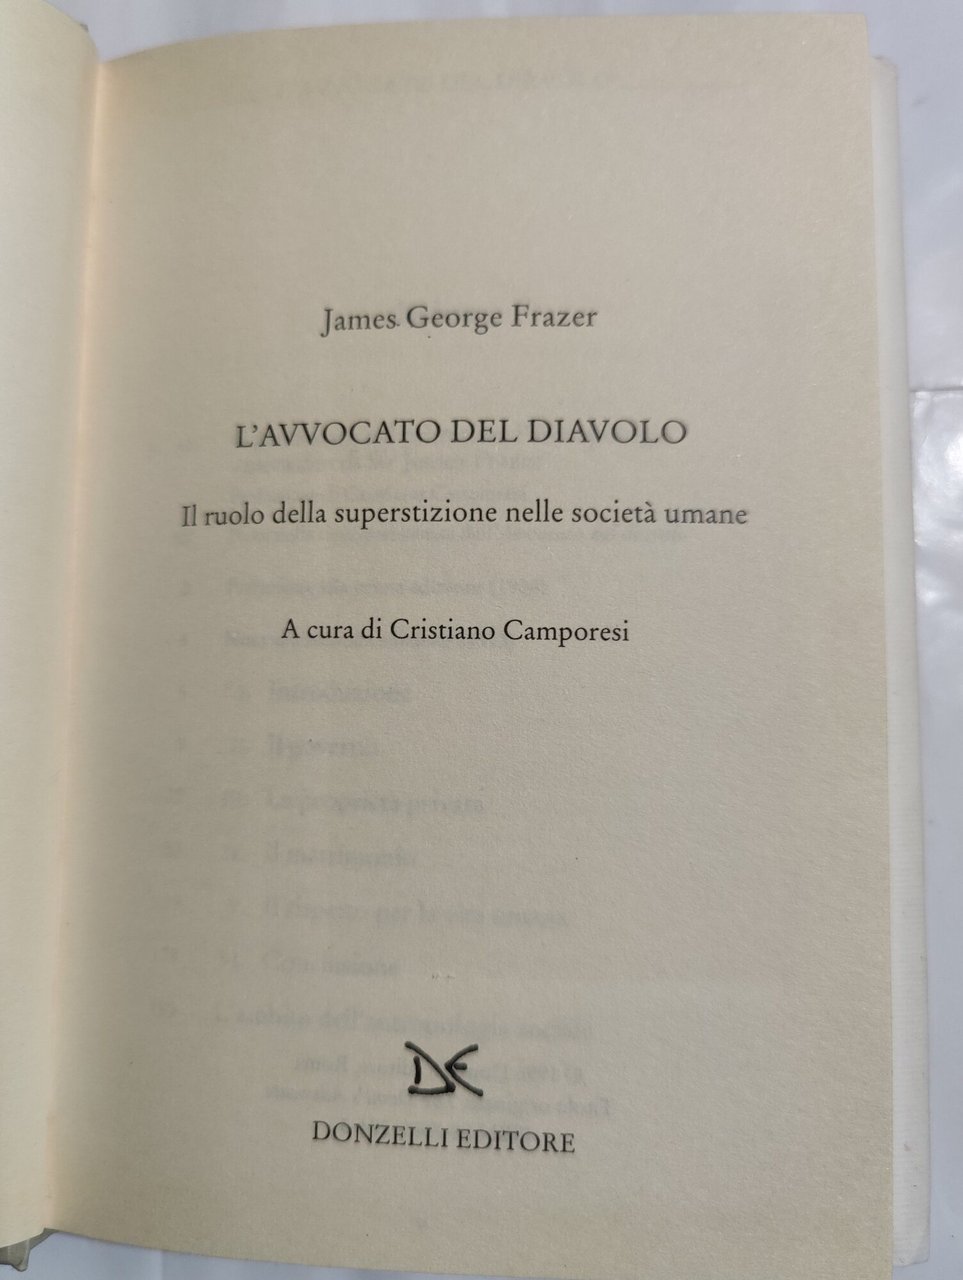 James George Frazer
L'AVVOCATO DEL DIAVOLO
Il ruolo della superstizione nelle società umane
A cura di Cristiano Camporesi
DE
DONZELLI EDITORE